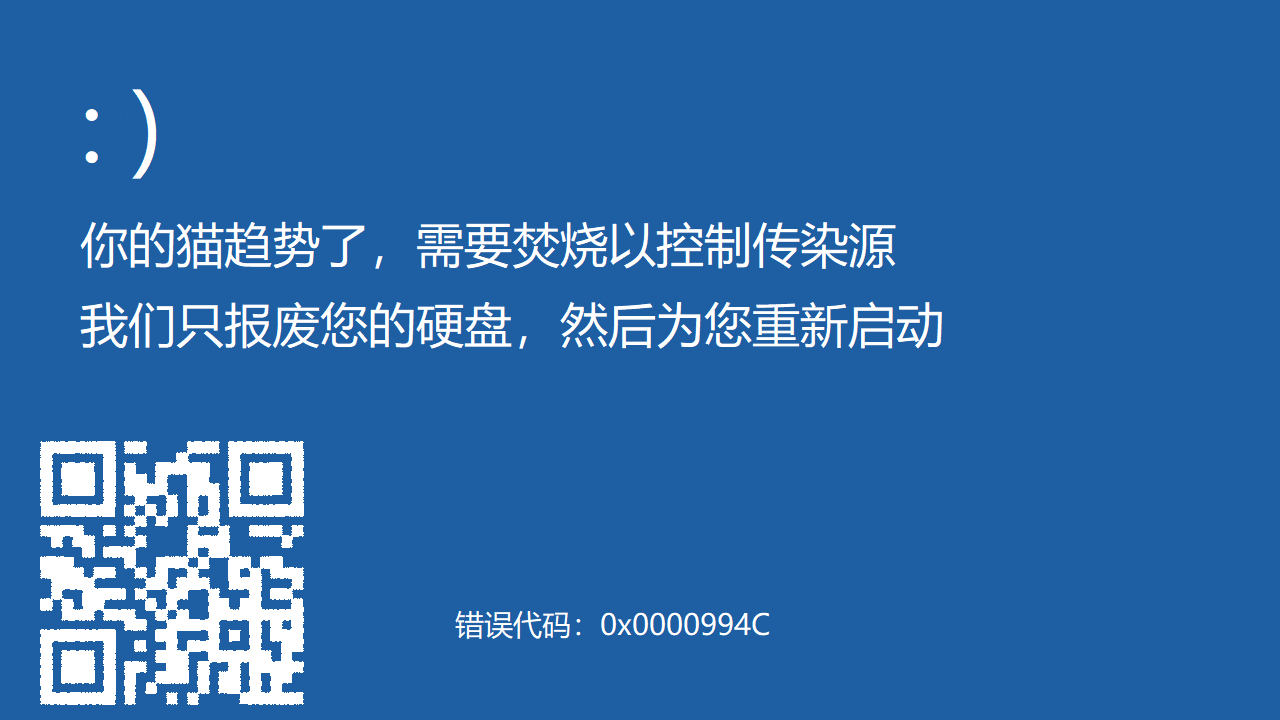 :)
你的猫趋势了，需要焚烧以控制传染源
我们只报废您的硬盘，然后为您重新启动
错误代码：0x0000994C